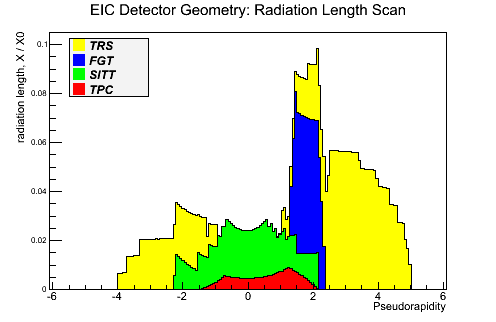 EIC Detector Geometry: Radiation Length Scan
radiation length, X / X0
0.1
0.08
0.06
0.04
0.02
0
TRS
FGT
SITT
TPC
-6 -4 -2 0 2 4 6
Pseudorapidity